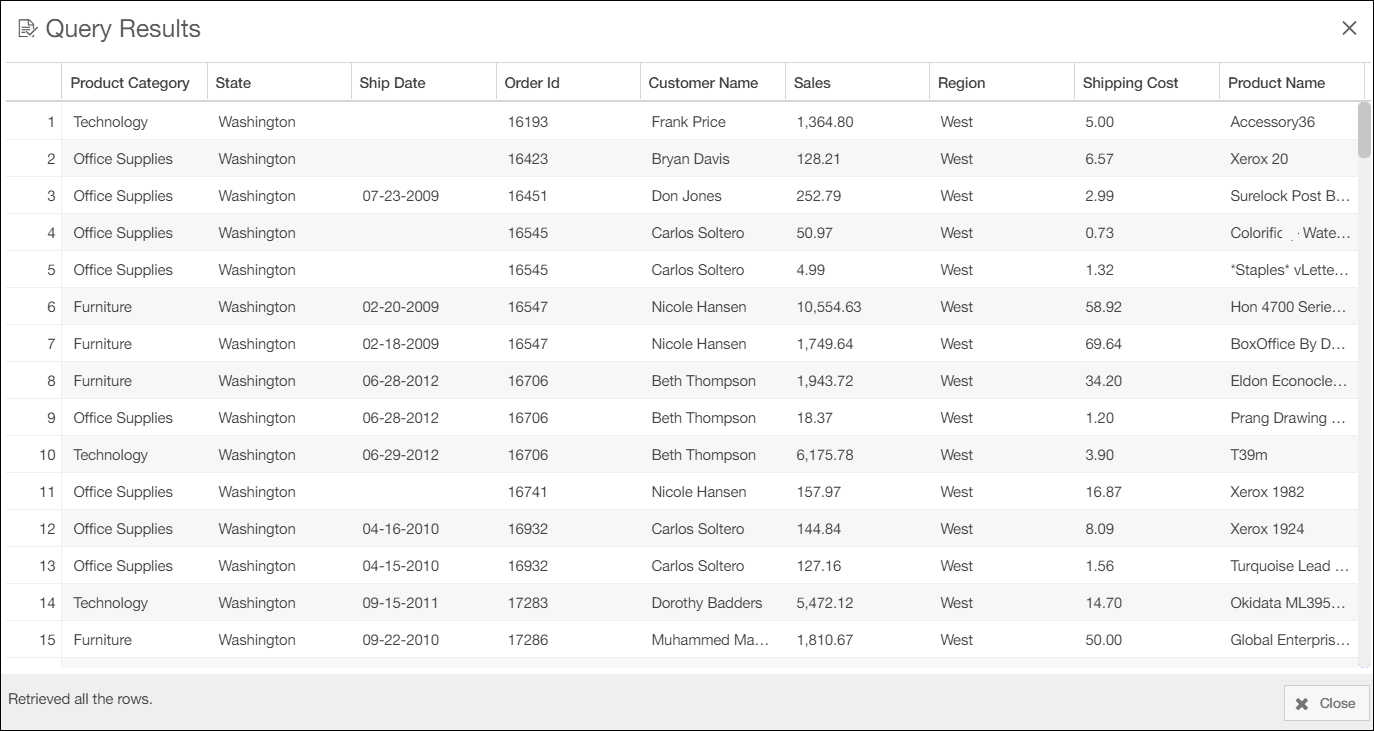 Query Results
Product Category State Ship Date Order Id Customer Name Sales Region Shipping Cost Product Name
1 Technology Washington 16193 Frank Price 1,364.80 West 5.00 Accessory36
2 Office Supplies Washington 16423 Bryan Davis 128.21 West 6.57 Xerox 20
3 Office Supplies Washington 07-23-2009 16451 Don Jones 252.79 West 2.99 Surelock Post B…
4 Office Supplies Washington 16545 Carlos Soltero 50.97 West 0.73 Colorific Wate…
5 Office Supplies Washington 16545 Carlos Soltero 4.99 West 1.32 *Staples* vLette…
6 Furniture Washington 02-20-2009 16547 Nicole Hansen 10,554.63 West 58.92 Hon 4700 Serie…
7 Furniture Washington 02-18-2009 16547 Nicole Hansen 1,749.64 West 69.64 BoxOffice By D…
8 Furniture Washington 06-28-2012 16706 Beth Thompson 1,943.72 West 34.20 Eldon Econocle…
9 Office Supplies Washington 06-28-2012 16706 Beth Thompson 18.37 West 1.20 Prang Drawing …
10 Technology Washington 06-29-2012 16706 Beth Thompson 6,175.78 West 3.90 T39m
11 Office Supplies Washington 16741 Nicole Hansen 157.97 West 16.87 Xerox 1982
12 Office Supplies Washington 04-16-2010 16932 Carlos Soltero 144.84 West 8.09 Xerox 1924
13 Office Supplies Washington 04-15-2010 16932 Carlos Soltero 127.16 West 1.56 Turquoise Lead …
14 Technology Washington 09-15-2011 17283 Dorothy Badders 5,472.12 West 14.70 Okidata ML395…
15 Furniture Washington 09-22-2010 17286 Muhammed Ma… 1,810.67 West 50.00 Global Enterpris…
Retrieved all the rows.
Close